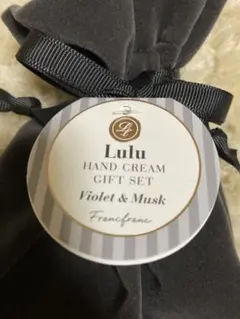 Lulu
HAND CREAM
GIFT SET
Violet & Musk
Francfranc